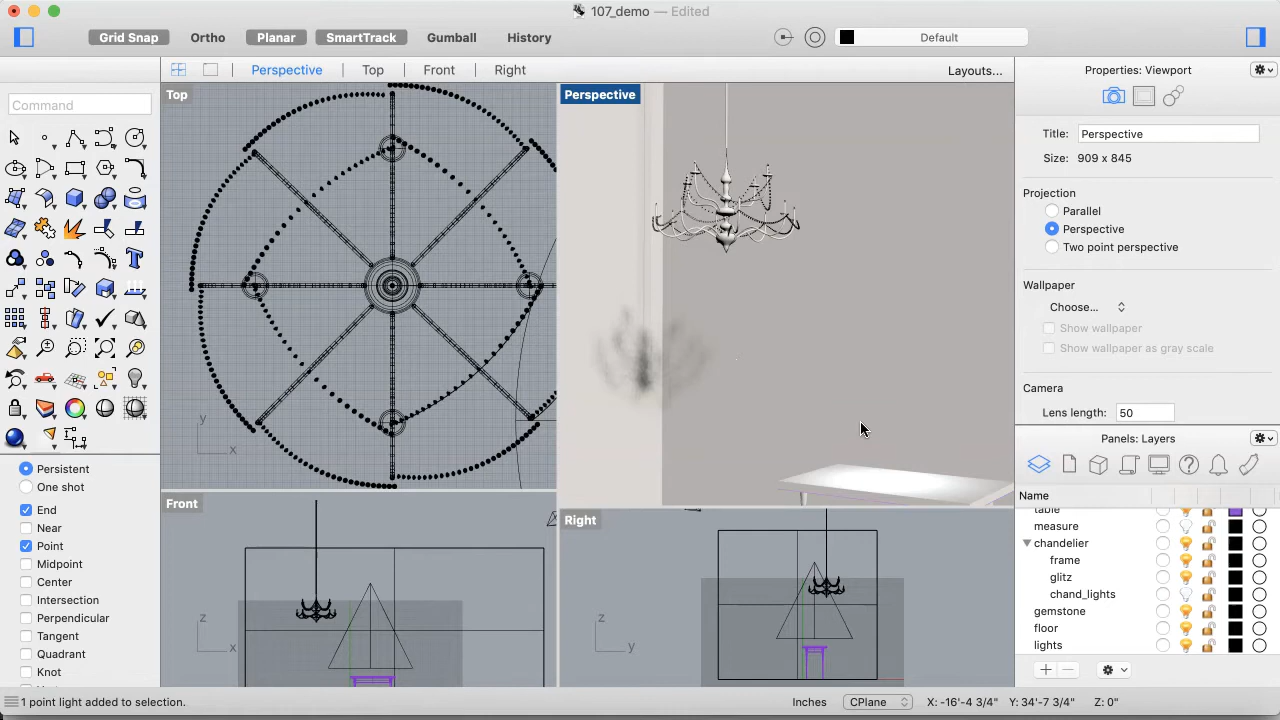 107_demo — Edited
Grid Snap Ortho Planar SmartTrack Gumball History Default
Perspective Top Front Right Layouts...
Command
Top
Perspective
Front
Right
y
x
z
x
z
y
Persistent
One shot
End
Near
Point
Midpoint
Center
Intersection
Perpendicular
Tangent
Quadrant
Knot
Properties: Viewport
Title: Perspective
Size: 909 x 845
Projection
Parallel
Perspective
Two point perspective
Wallpaper
Choose...
Show wallpaper
Show wallpaper as gray scale
Camera
Lens length: 50
Panels: Layers
Name
table
measure
chandelier
frame
glitz
chand_lights
gemstone
floor
lights
1 point light added to selection. Inches CPlane X: -16'-4 3/4" Y: 34'-7 3/4" Z: 0"